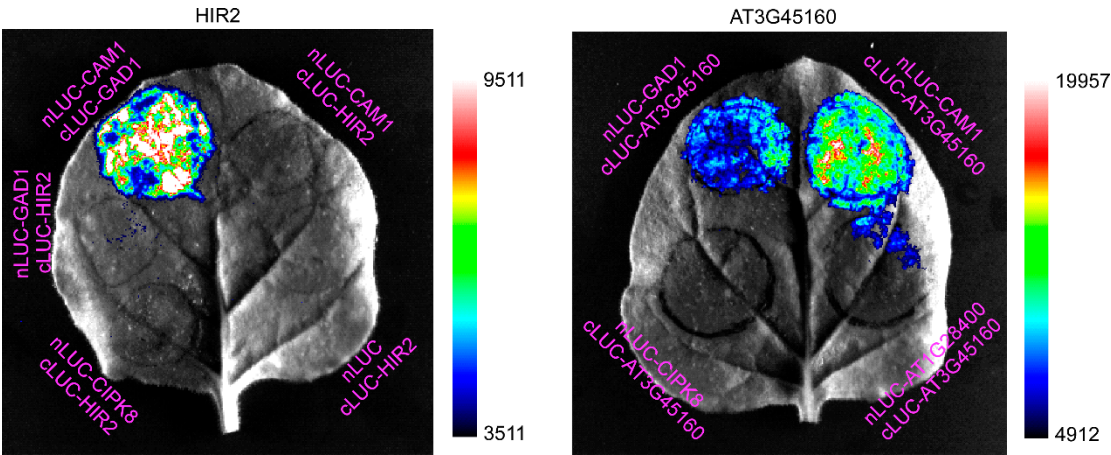 HIR2
nLUC-CAM1
cLUC-GAD1
nLUC-CAM1
cLUC-HIR2
nLUC-GAD1
cLUC-HIR2
nLUC-CIPK8
cLUC-HIR2
nLUC
cLUC-HIR2
9511
3511
AT3G45160
nLUC-GAD1
cLUC-AT3G45160
nLUC-CAM1
cLUC-AT3G45160
nLUC-CIPK8
cLUC-AT3G45160
nLUC-AT1G28400
cLUC-AT3G45160
19957
4912